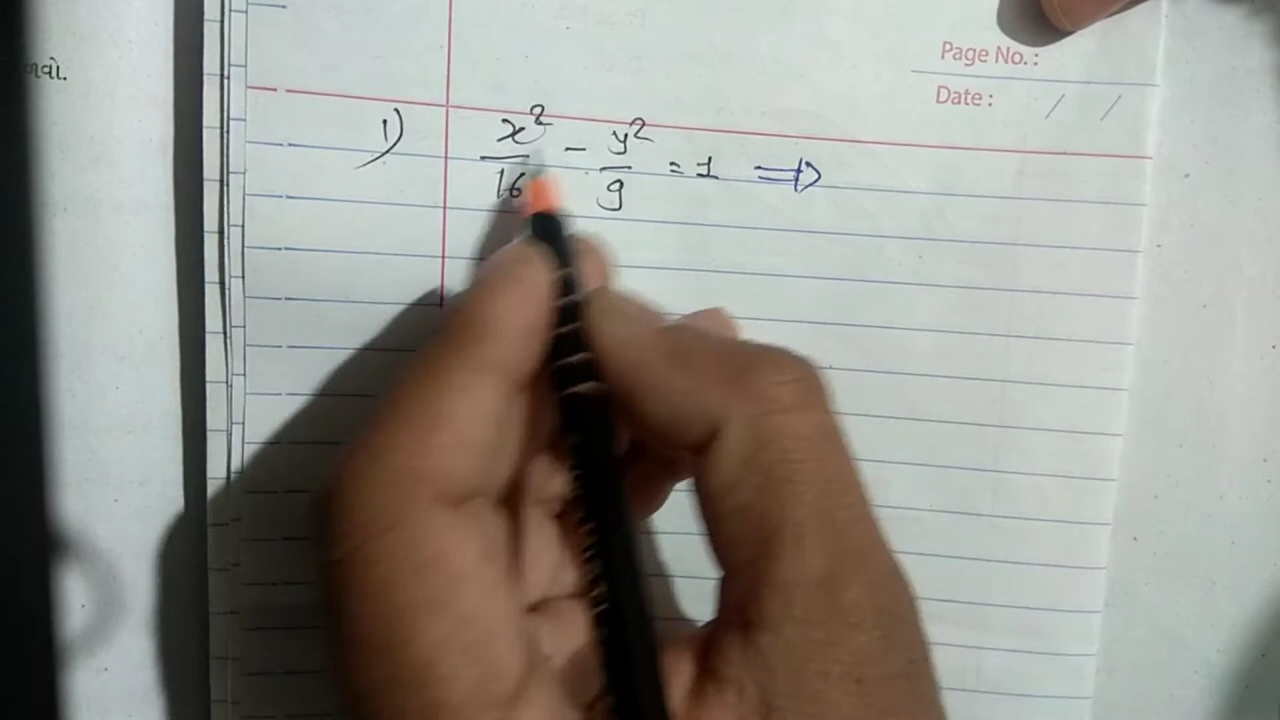 Page No.:
Date: / /
1) x²/16 - y²/9 = 1 ⇒